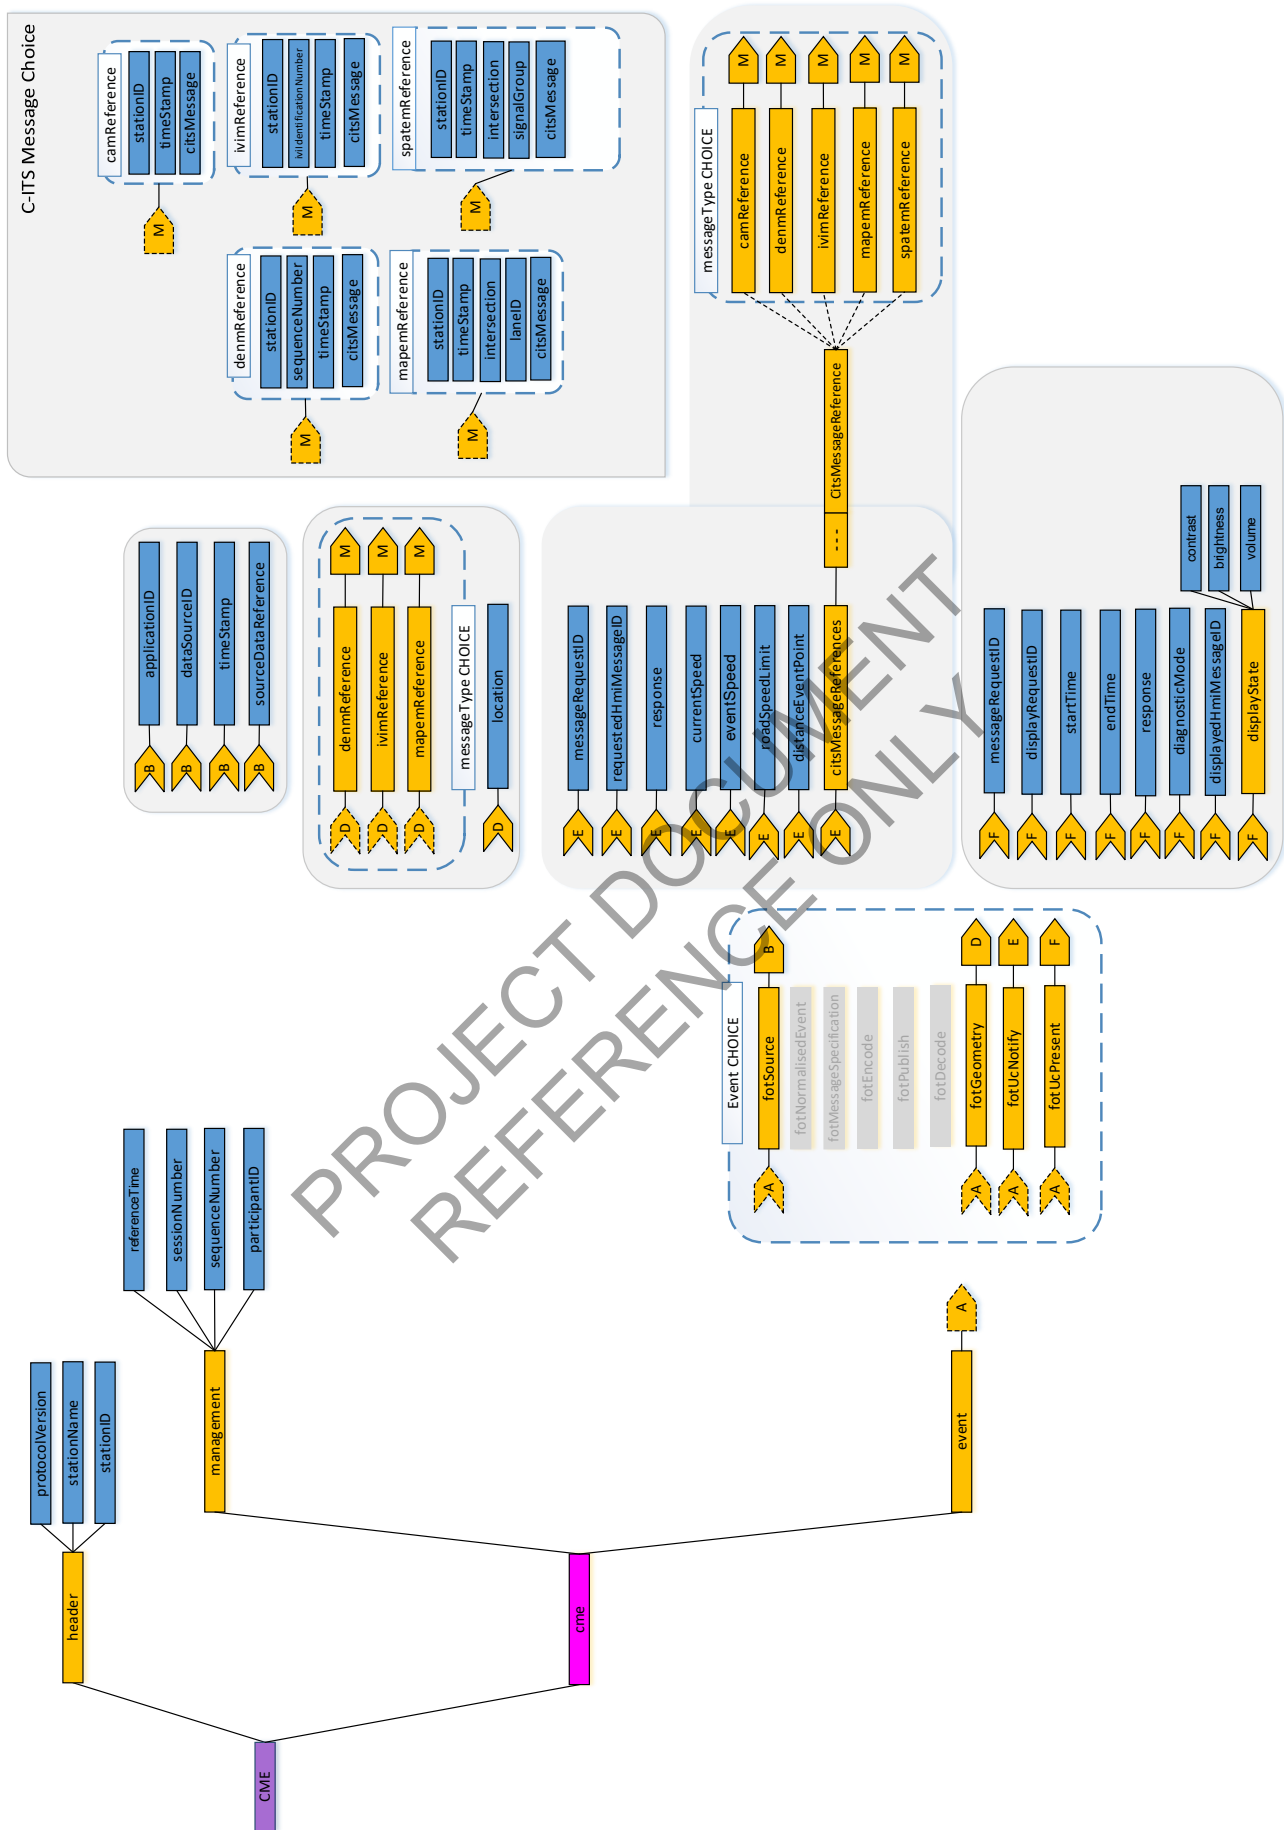 CME
header
protocolVersion
stationName
stationID
cme
management
referenceTime
sessionNumber
sequenceNumber
participantID
event
A
Event CHOICE
A
fotSource
B
fotNormalisedEvent
fotMessageSpecification
fotEncode
fotPublish
fotDecode
A
fotGeometry
D
A
fotUcNotify
E
A
fotUcPresent
F
B
applicationID
B
dataSourceID
B
timeStamp
B
sourceDataReference
D
denmReference
M
D
ivimReference
M
D
mapemReference
M
messageType CHOICE
D
location
E
messageRequestID
E
requestedHmiMessageID
E
response
E
currentSpeed
E
eventSpeed
E
roadSpeedLimit
E
distanceEventPoint
E
citsMessageReferences
---
CitsMessageReference
messageType CHOICE
camReference
M
denmReference
M
ivimReference
M
mapemReference
M
spatemReference
M
F
messageRequestID
F
displayRequestID
F
startTime
F
endTime
F
response
F
diagnosticMode
F
displayedHmiMessageID
F
displayState
contrast
brightness
volume
C-ITS Message Choice
M
camReference
stationID
timeStamp
citsMessage
M
denmReference
stationID
sequenceNumber
timeStamp
citsMessage
M
ivimReference
stationID
iviIdentificationNumber
timeStamp
citsMessage
M
mapemReference
stationID
timeStamp
intersection
laneID
citsMessage
M
spatemReference
stationID
timeStamp
intersection
signalGroup
citsMessage
PROJECT DOCUMENT
REFERENCE ONLY